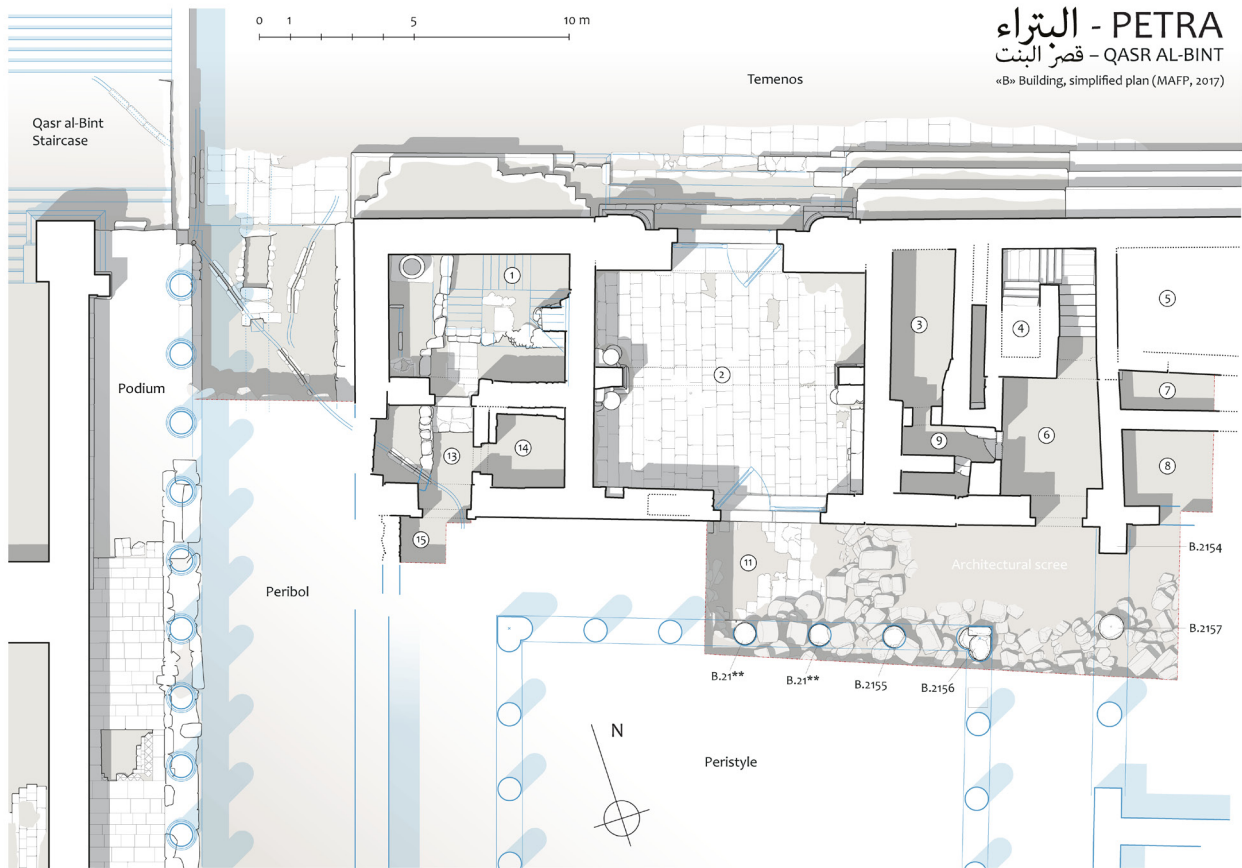 البتراء - PETRA
قصر البنت – QASR AL-BINT
«B» Building, simplified plan (MAFP, 2017)
0 1 5 10 m
Temenos
Qasr al-Bint
Staircase
1
5
3
4
2
Podium
7
6
9
13
14
8
15
B.2154
11
Architectural scree
Peribol
B.2157
B.21**
B.21**
B.2155
B.2156
N
Peristyle